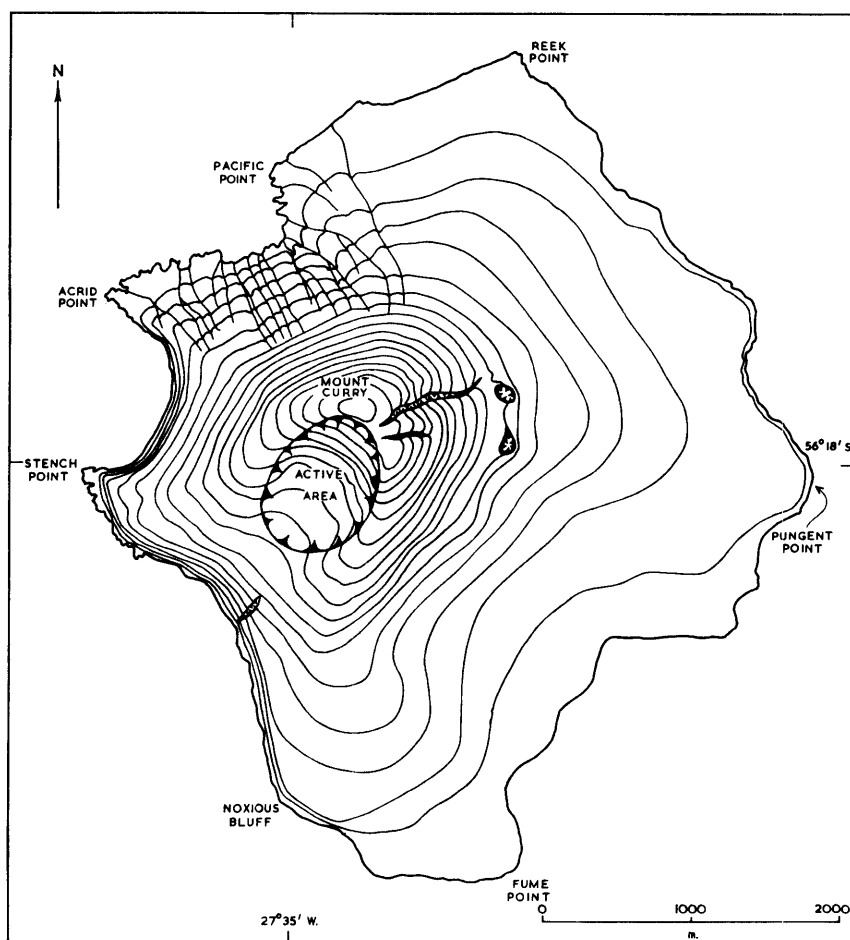 REEK
POINT
N
PACIFIC
POINT
ACRID
POINT
MOUNT
CURRY
STENCH
POINT
ACTIVE
AREA
56°18' S
PUNGENT
POINT
NOXIOUS
BLUFF
FUME
POINT
27°35' W.
0 1000 2000
m.